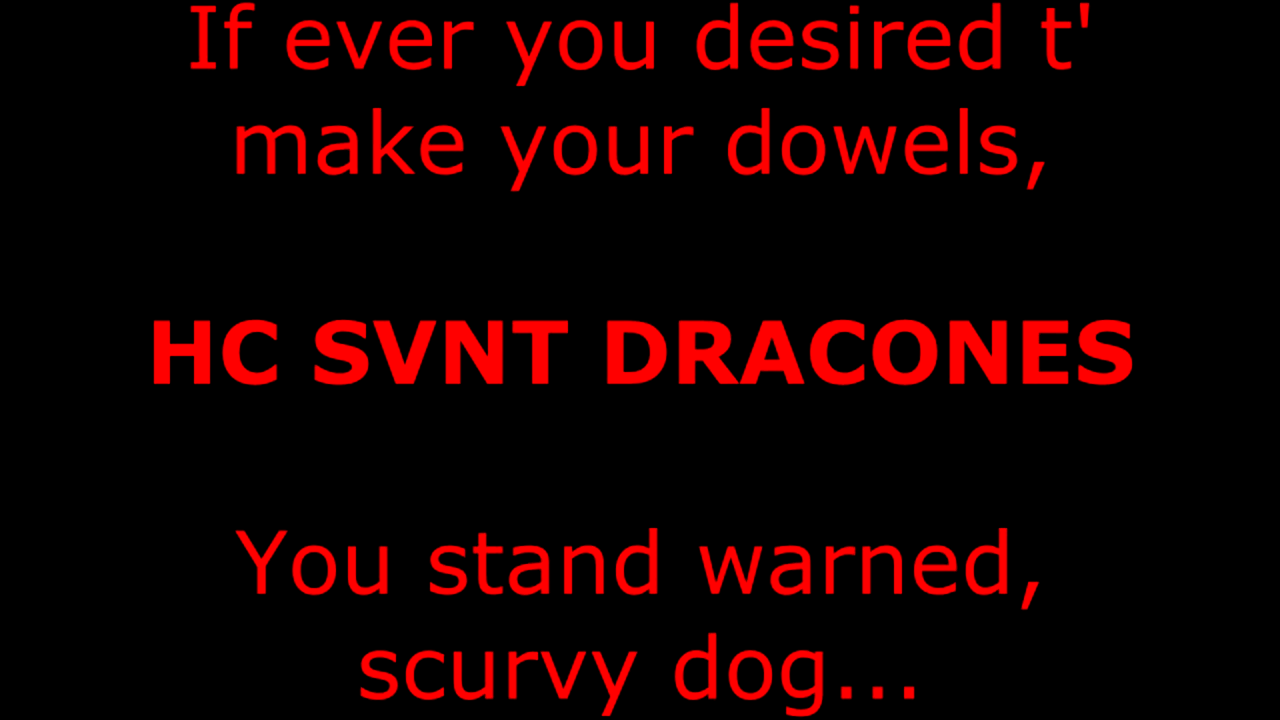 If ever you desired t'
make your dowels,
HC SVNT DRACONES
You stand warned,
scurvy dog...